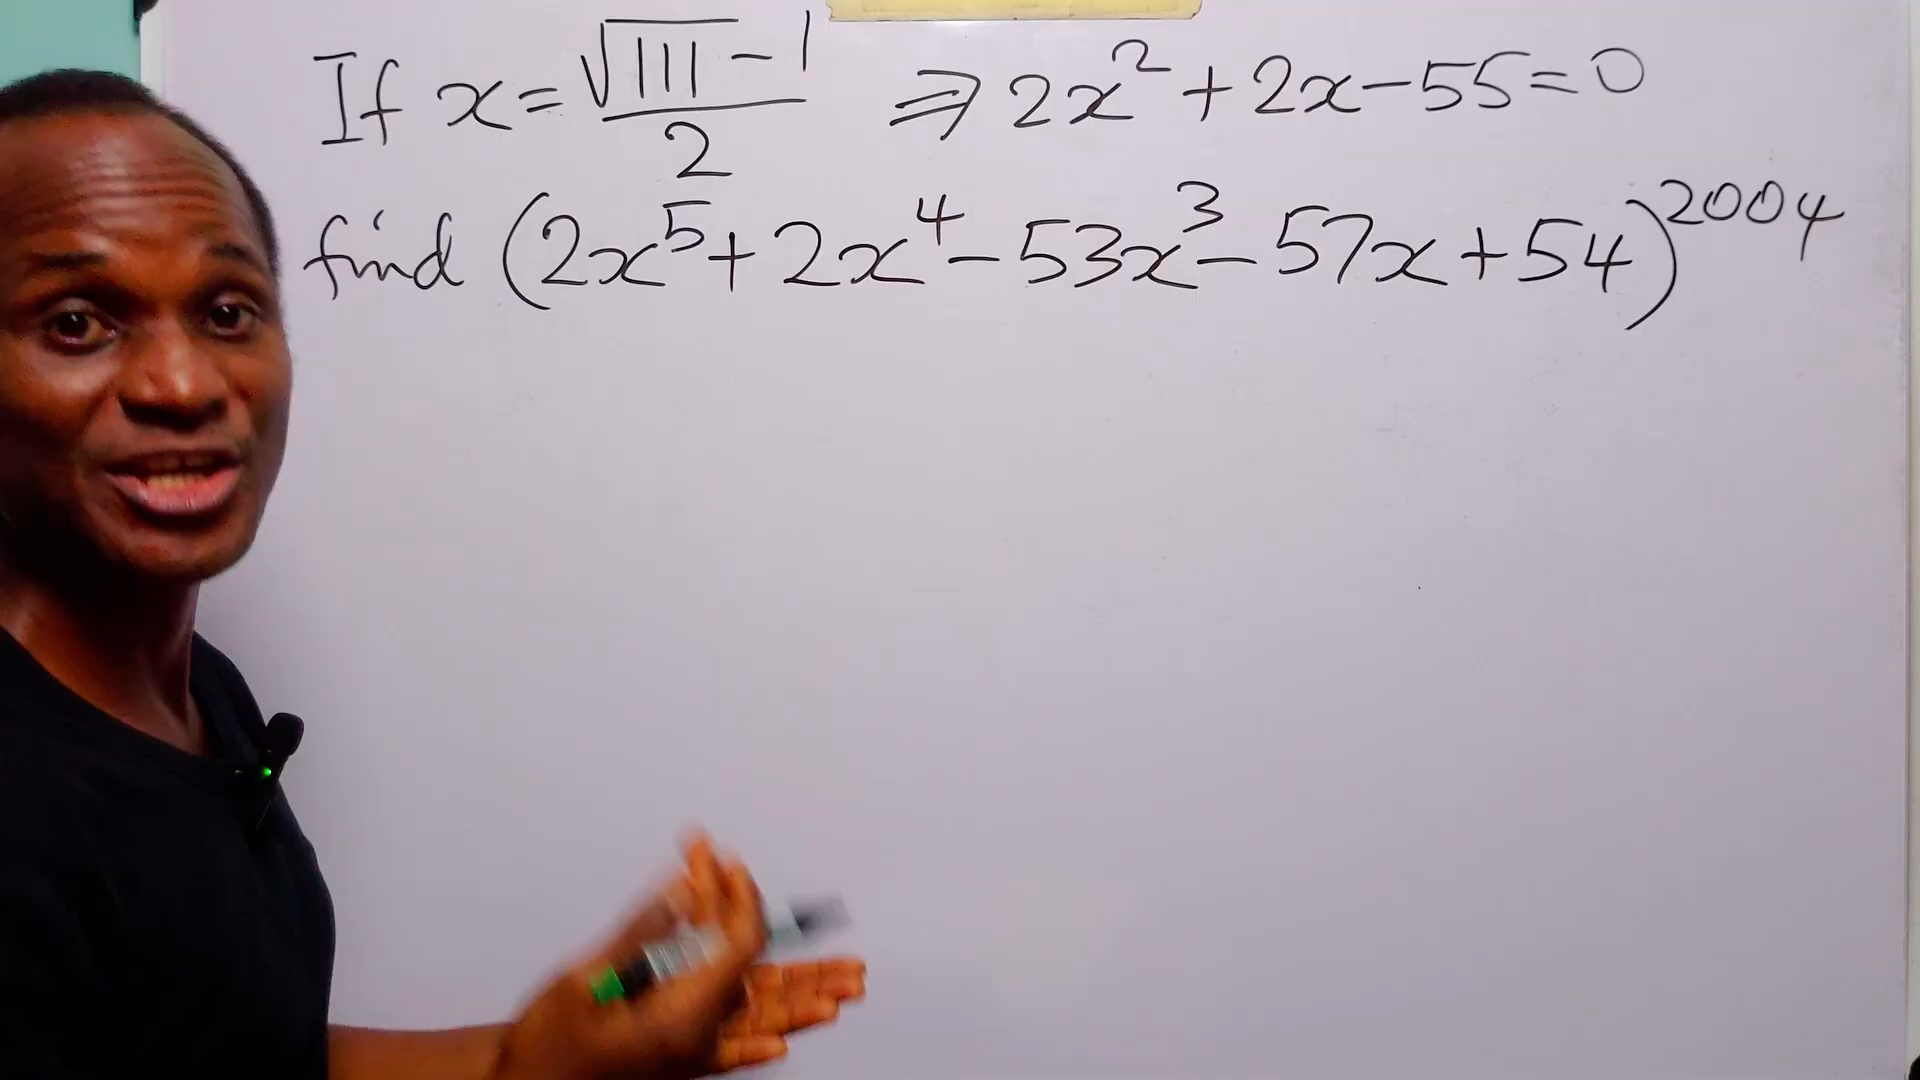 If x = (√111 - 1)/2 ⇒ 2x² + 2x - 55 = 0
find (2x⁵ + 2x⁴ - 53x³ - 57x + 54)²⁰⁰⁴